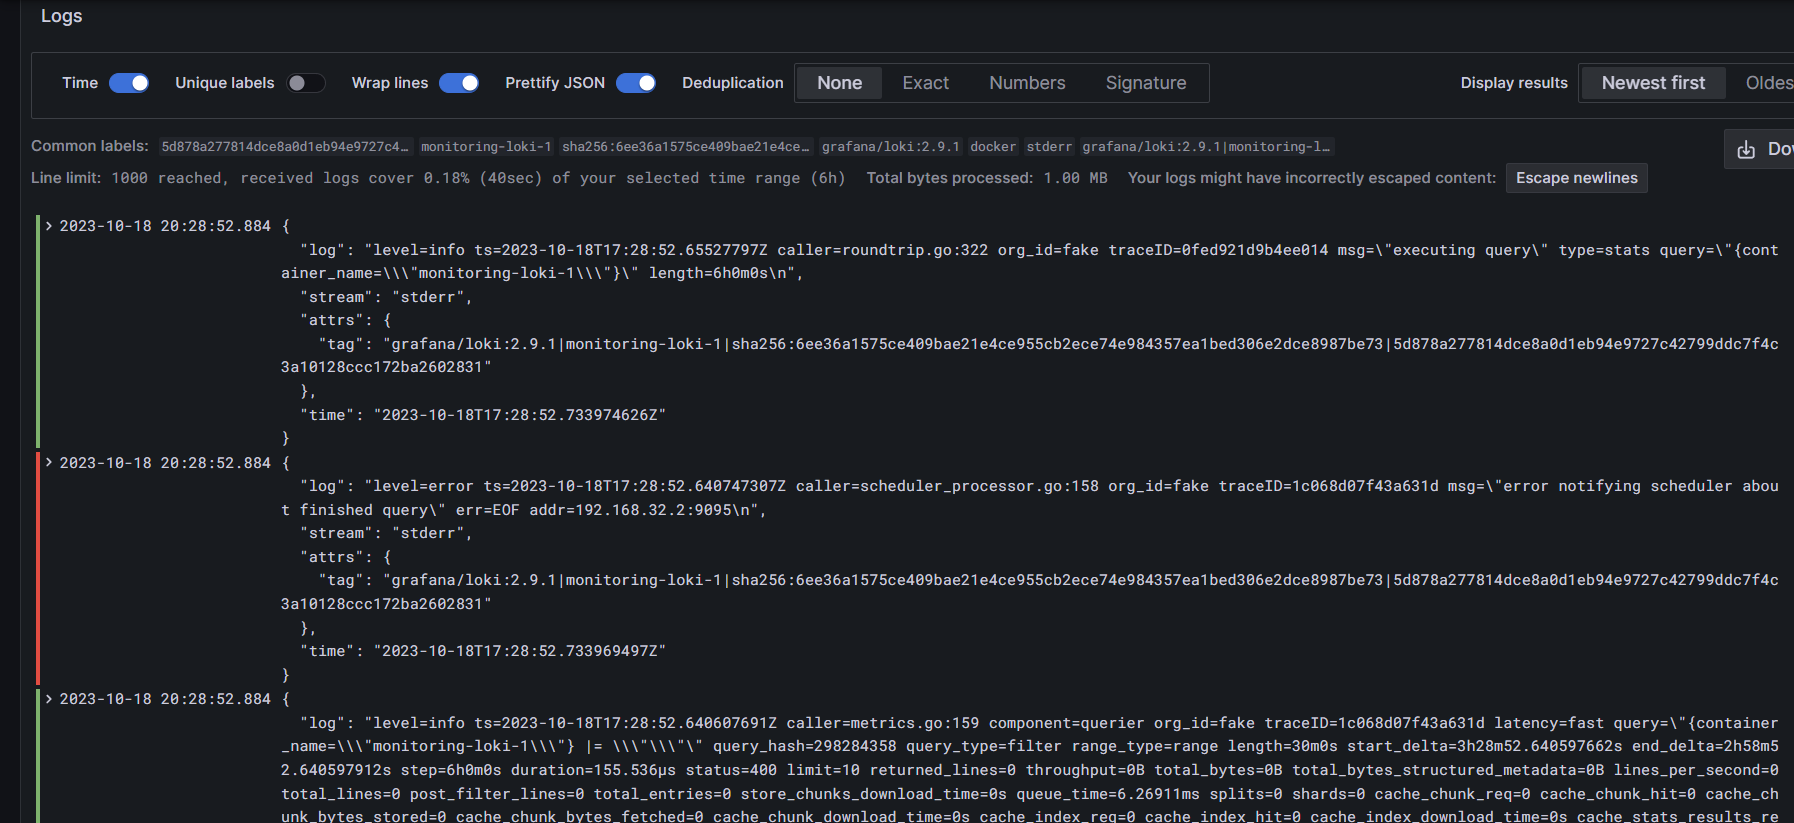 Logs
Time Unique labels Wrap lines Prettify JSON Deduplication None Exact Numbers Signature Display results Newest first Oldes
Common labels: 5d878a277814dce8a0d1eb94e9727c4… monitoring-loki-1 sha256:6ee36a1575ce409bae21e4ce… grafana/loki:2.9.1 docker stderr grafana/loki:2.9.1|monitoring-l… Dov
Line limit: 1000 reached, received logs cover 0.18% (40sec) of your selected time range (6h) Total bytes processed: 1.00 MB Your logs might have incorrectly escaped content: Escape newlines
> 2023-10-18 20:28:52.884 {
"log": "level=info ts=2023-10-18T17:28:52.65527797Z caller=roundtrip.go:322 org_id=fake traceID=0fed921d9b4ee014 msg=\"executing query\" type=stats query=\"{cont
ainer_name=\\\"monitoring-loki-1\\\"}\" length=6h0m0s\n",
"stream": "stderr",
"attrs": {
"tag": "grafana/loki:2.9.1|monitoring-loki-1|sha256:6ee36a1575ce409bae21e4ce955cb2ece74e984357ea1bed306e2dce8987be73|5d878a277814dce8a0d1eb94e9727c42799ddc7f4c
3a10128ccc172ba2602831"
},
"time": "2023-10-18T17:28:52.733974626Z"
}
> 2023-10-18 20:28:52.884 {
"log": "level=error ts=2023-10-18T17:28:52.640747307Z caller=scheduler_processor.go:158 org_id=fake traceID=1c068d07f43a631d msg=\"error notifying scheduler abou
t finished query\" err=EOF addr=192.168.32.2:9095\n",
"stream": "stderr",
"attrs": {
"tag": "grafana/loki:2.9.1|monitoring-loki-1|sha256:6ee36a1575ce409bae21e4ce955cb2ece74e984357ea1bed306e2dce8987be73|5d878a277814dce8a0d1eb94e9727c42799ddc7f4c
3a10128ccc172ba2602831"
},
"time": "2023-10-18T17:28:52.733969497Z"
}
> 2023-10-18 20:28:52.884 {
"log": "level=info ts=2023-10-18T17:28:52.640607691Z caller=metrics.go:159 component=querier org_id=fake traceID=1c068d07f43a631d latency=fast query=\"{container
_name=\\\"monitoring-loki-1\\\"} |= \\\"\\\"\" query_hash=298284358 query_type=filter range_type=range length=30m0s start_delta=3h28m52.640597662s end_delta=2h58m5
2.640597912s step=6h0m0s duration=155.536µs status=400 limit=10 returned_lines=0 throughput=0B total_bytes=0B total_bytes_structured_metadata=0B lines_per_second=0
total_lines=0 post_filter_lines=0 total_entries=0 store_chunks_download_time=0s queue_time=6.26911ms splits=0 shards=0 cache_chunk_req=0 cache_chunk_hit=0 cache_ch
unk_bytes_stored=0 cache_chunk_bytes_fetched=0 cache_chunk_download_time=0s cache_index_req=0 cache_index_hit=0 cache_index_download_time=0s cache_stats_results_re